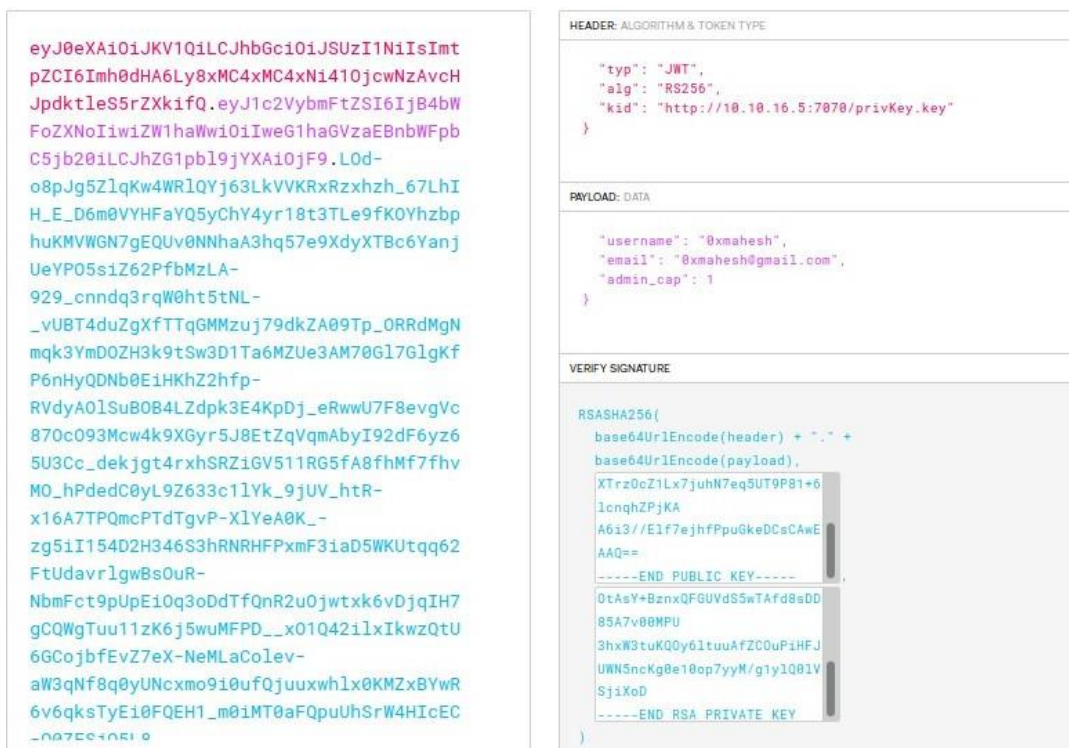 eyJ0eXAiOiJKV1QiLCJhbGciOiJSUzI1NiIsImt
pZCI6Imh0dHA6Ly8xMC4xMC4xNi41OjcwNzAvcH
JpdktleS5rZXkifQ.eyJ1c2VybmFtZSI6IjB4bW
FoZXNoIiwiZW1haWwiOiIweG1haGVzaEBnbWFpb
C5jb20iLCJhZG1pbl9jYXAiOjF9.LOd-
o8pJg5ZlqKw4WRlQYj63LkVVKRxRzxhzh_67LhI
H_E_D6m0VYHFaYQ5yChY4yr18t3TLe9fKOYhzbp
huKMVWGN7gEQUv0NNhaA3hq57e9XdyXTBc6Yanj
UeYPO5siZ62PfbMzLA-
929_cnndq3rqW0ht5tNL-
_vUBT4duZgXfTTqGMMzuj79dkZA09Tp_ORRdMgN
mqk3YmDOZH3k9tSw3D1Ta6MZUe3AM70Gl7GlgKf
P6nHyQDNb0EiHKhZ2hfp-
RVdyAOlSuBOB4LZdpk3E4KpDj_eRwwU7F8evgVc
87OcO93Mcw4k9XGyr5J8EtZqVqmAbyI92dF6yz6
5U3Cc_dekjgt4rxhSRZiGV511RG5fA8fhMf7fhv
MO_hPdedC0yL9Z633c1lYk_9jUV_htR-
x16A7TPQmcPTdTgvP-XlYeA0K_-
zg5iI154D2H346S3hRNRHFPxmF3iaD5WKUtqq62
FtUdavrlgwBsOuR-
NbmFct9pUpEiOq3oDdTfQnR2uOjwtxk6vDjqIH7
gCQWgTuu11zK6j5wuMFPD__xO1Q42ilxIkwzQtU
6GCojbfEvZ7eX-NeMLaColev-
aW3qNf8q0yUNcxmo9i0ufQjuuxwhlx0KMZxBYwR
6v6qksTyEi0FQEH1_m0iMT0aFQpuUhSrW4HIcEC
HEADER: ALGORITHM & TOKEN TYPE
"typ": "JWT",
"alg": "RS256",
"kid": "http://10.10.16.5:7070/privKey.key"
}
PAYLOAD: DATA
"username": "0xmahesh",
"email": "0xmahesh@gmail.com",
"admin_cap": 1
}
VERIFY SIGNATURE
RSASHA256(
base64UrlEncode(header) + "." +
base64UrlEncode(payload),
XTrzOcZ1Lx7juhN7eq5UT9P81+6
lcnqhZPjKA
A6i3//Elf7ejhfPpuGkeDCsCAwE
AAQ==
-----END PUBLIC KEY-----
,
OtAsY+BznxQFGUVdS5wTAfd8sDD
85A7v00MPU
3hxW3tuKQOy6ltuuAfZCOuPiHFJ
UWN5ncKg0e10op7yyM/g1ylQ01V
SjiXoD
-----END RSA PRIVATE KEY
)